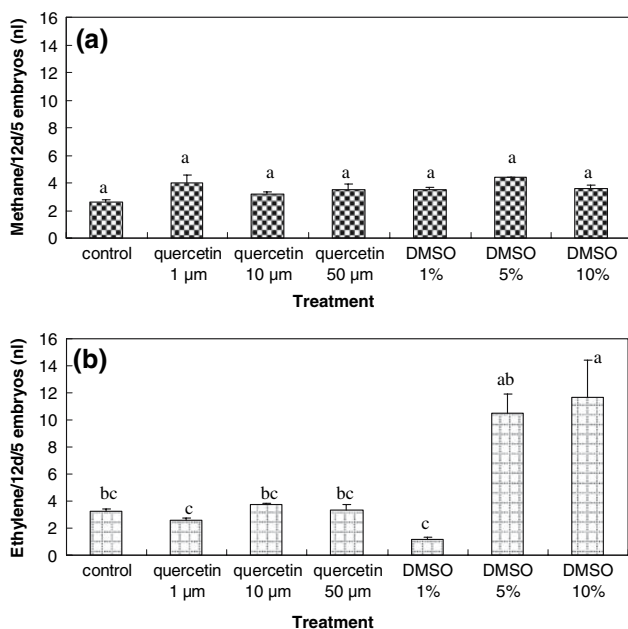 (a)
Methane/12d/5 embryos (nl)
16
14
12
10
8
6
4
2
0
a a a a a a a
control quercetin quercetin quercetin DMSO DMSO DMSO
1 µm 10 µm 50 µm 1% 5% 10%
Treatment
(b)
Ethylene/12d/5 embryos (nl)
16
14
12
10
8
6
4
2
0
bc c bc bc c ab a
control quercetin quercetin quercetin DMSO DMSO DMSO
1 µm 10 µm 50 µm 1% 5% 10%
Treatment